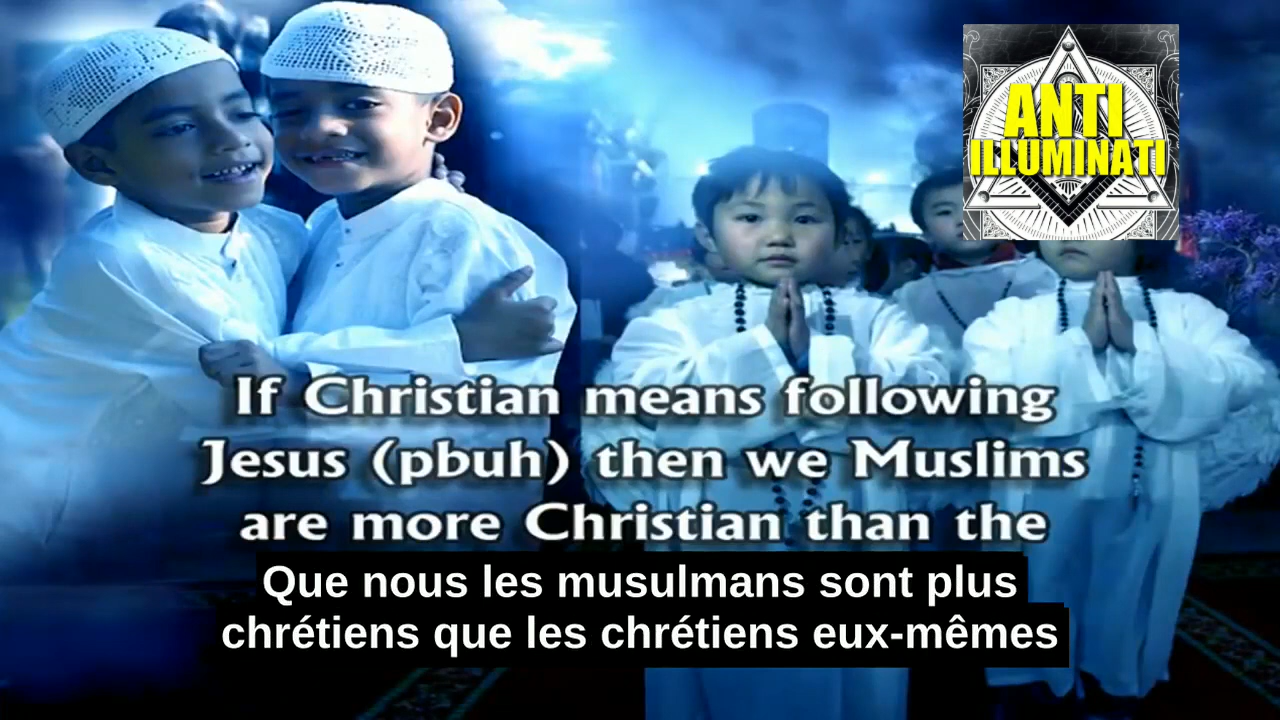 ANTI
ILLUMINATI
If Christian means following
Jesus (pbuh) then we Muslims
are more Christian than the
Que nous les musulmans sont plus
chrétiens que les chrétiens eux-mêmes